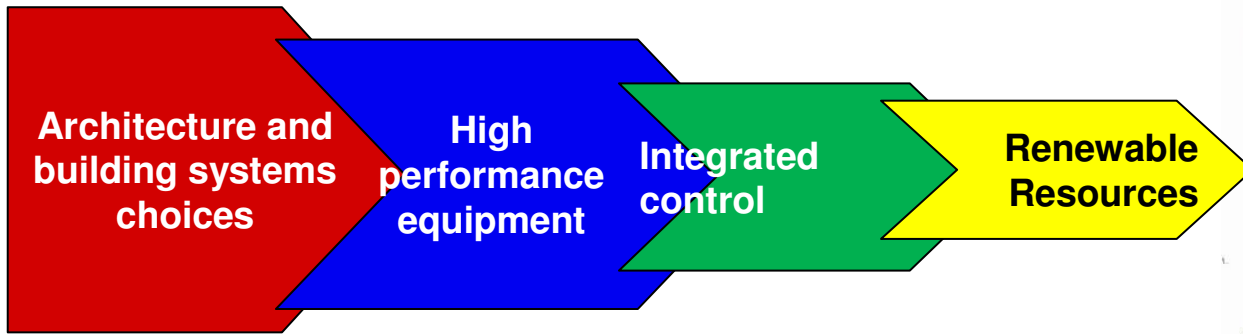 Architecture and
building systems
choices
High
performance
equipment
Integrated
control
Renewable
Resources